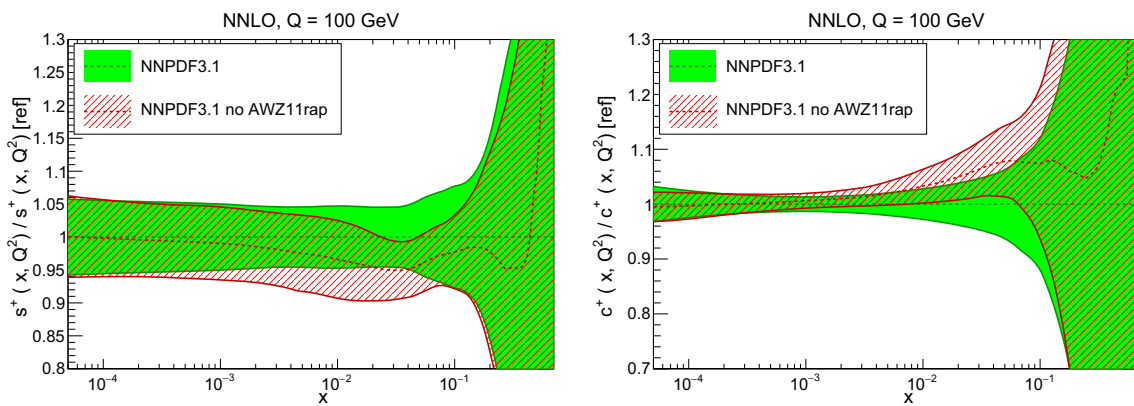 NNLO, Q = 100 GeV
s⁺ ( x, Q²) / s⁺ ( x, Q²) [ref]
1.3
1.25
1.2
1.15
1.1
1.05
1
0.95
0.9
0.85
0.8
NNPDF3.1
NNPDF3.1 no AWZ11rap
10⁻⁴ 10⁻³ 10⁻² 10⁻¹
x
NNLO, Q = 100 GeV
c⁺ ( x, Q²) / c⁺ ( x, Q²) [ref]
1.3
1.2
1.1
1
0.9
0.8
0.7
NNPDF3.1
NNPDF3.1 no AWZ11rap
10⁻⁴ 10⁻³ 10⁻² 10⁻¹
x